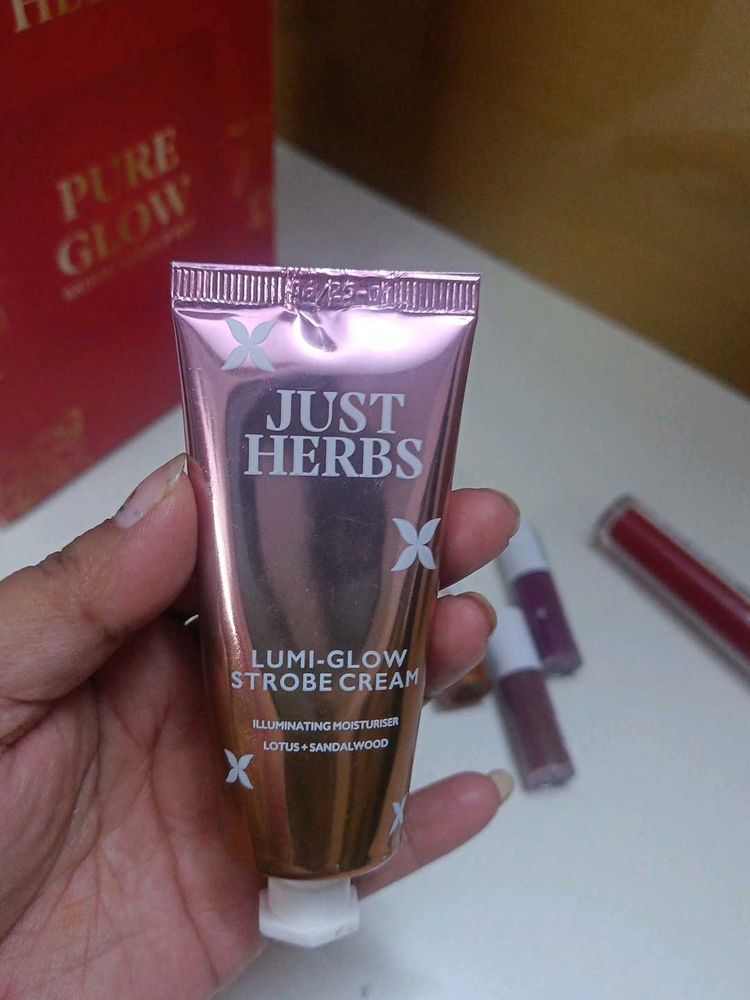 PURE
GLOW
JUST
HERBS
LUMI-GLOW
STROBE CREAM
ILLUMINATING MOISTURISER
LOTUS + SANDALWOOD